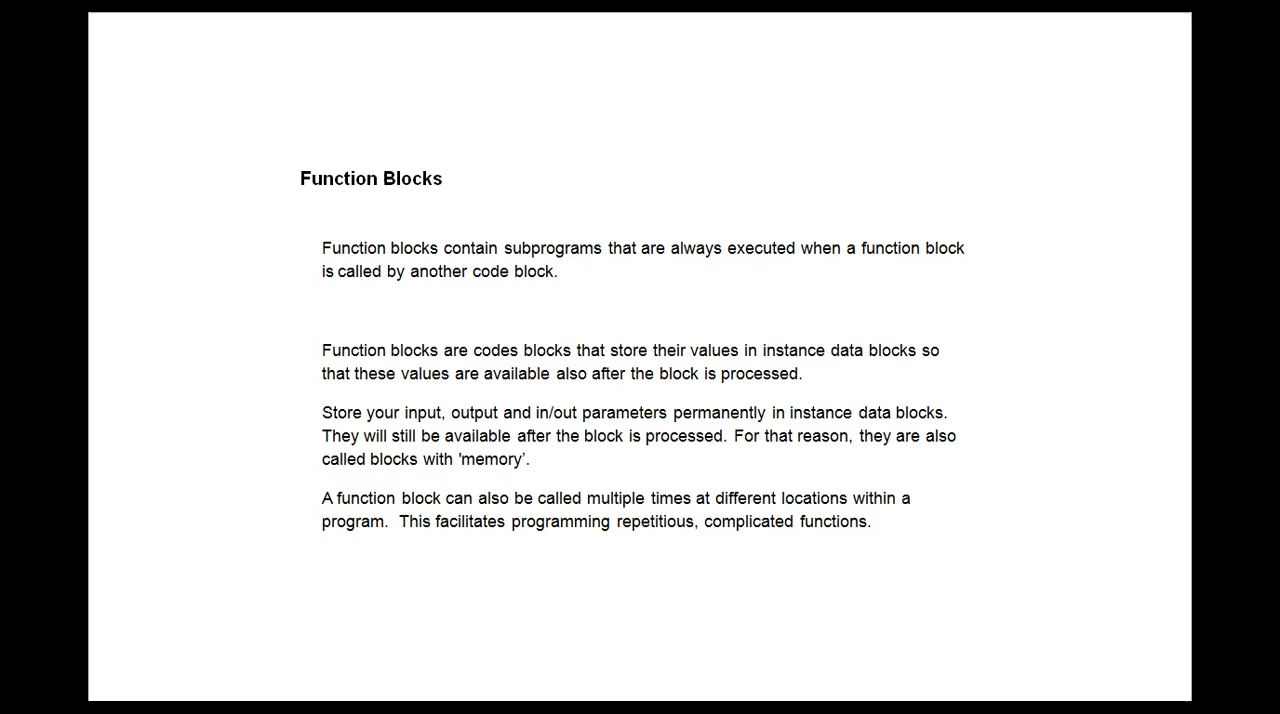 Function Blocks
Function blocks contain subprograms that are always executed when a function block
is called by another code block.
Function blocks are codes blocks that store their values in instance data blocks so
that these values are available also after the block is processed.
Store your input, output and in/out parameters permanently in instance data blocks.
They will still be available after the block is processed. For that reason, they are also
called blocks with 'memory’.
A function block can also be called multiple times at different locations within a
program. This facilitates programming repetitious, complicated functions.